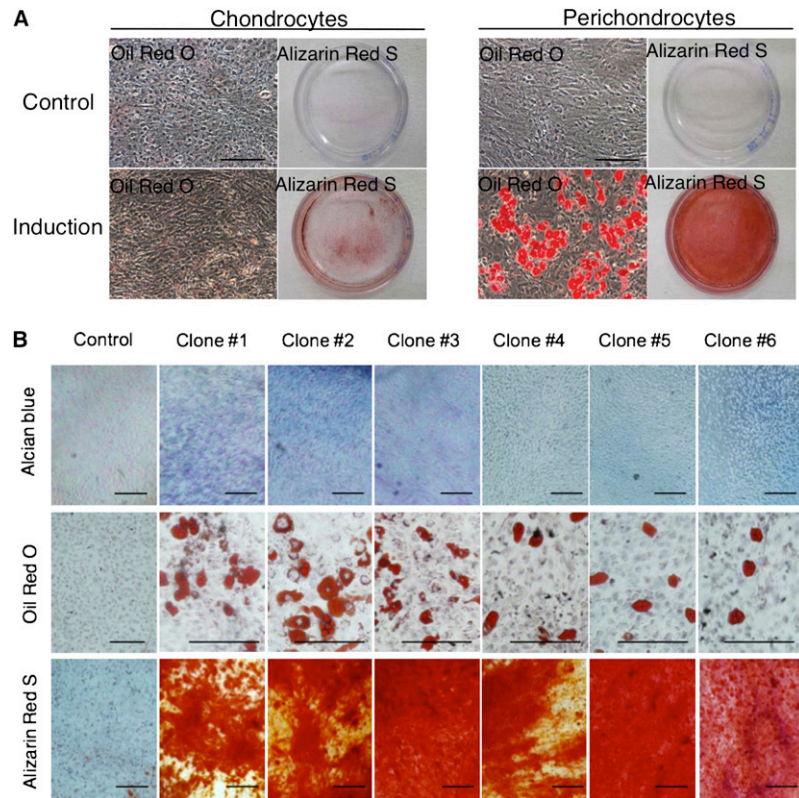 A
Chondrocytes
Perichondrocytes
Oil Red O
Alizarin Red S
Oil Red O
Alizarin Red S
Control
Oil Red O
Alizarin Red S
Oil Red O
Alizarin Red S
Induction
B
Control
Clone #1
Clone #2
Clone #3
Clone #4
Clone #5
Clone #6
Alcian blue
Oil Red O
Alizarin Red S